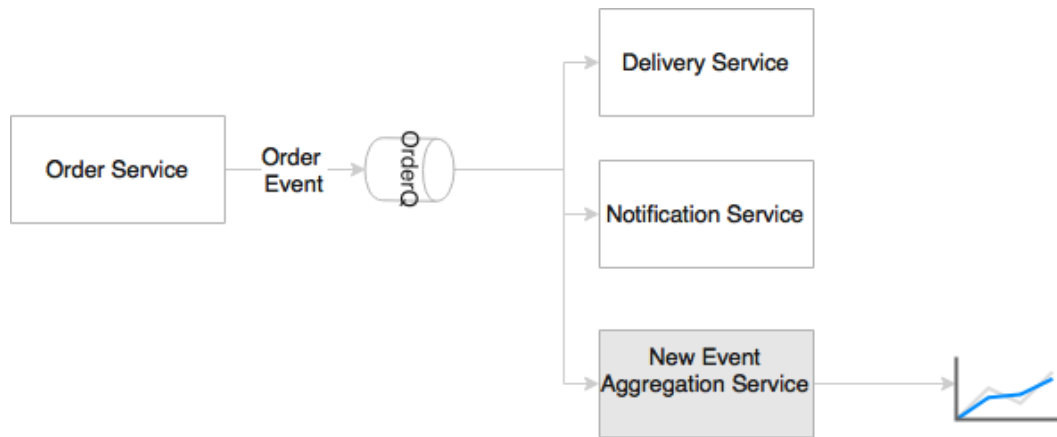 Delivery Service
Order Service
Order
Event
OrderQ
Notification Service
New Event
Aggregation Service